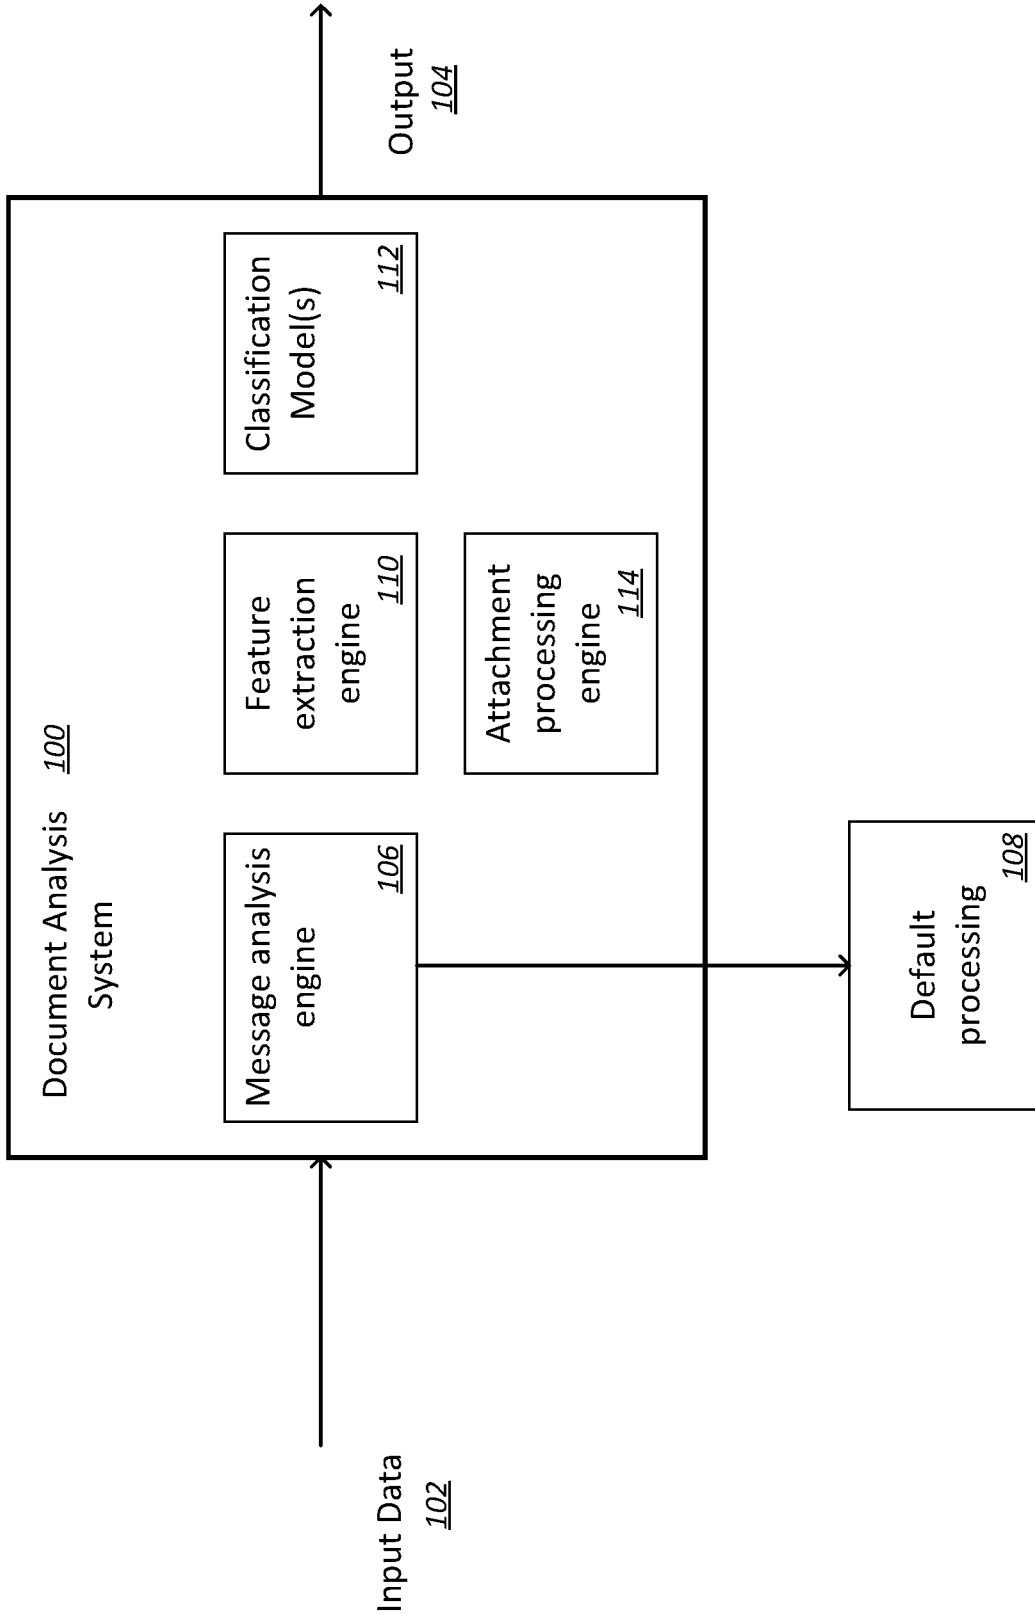 Document Analysis 100
System
Input Data
102
Message analysis
engine
106
Feature
extraction
engine
110
Classification
Model(s)
112
Attachment
processing
engine
114
Output
104
Default
processing
108